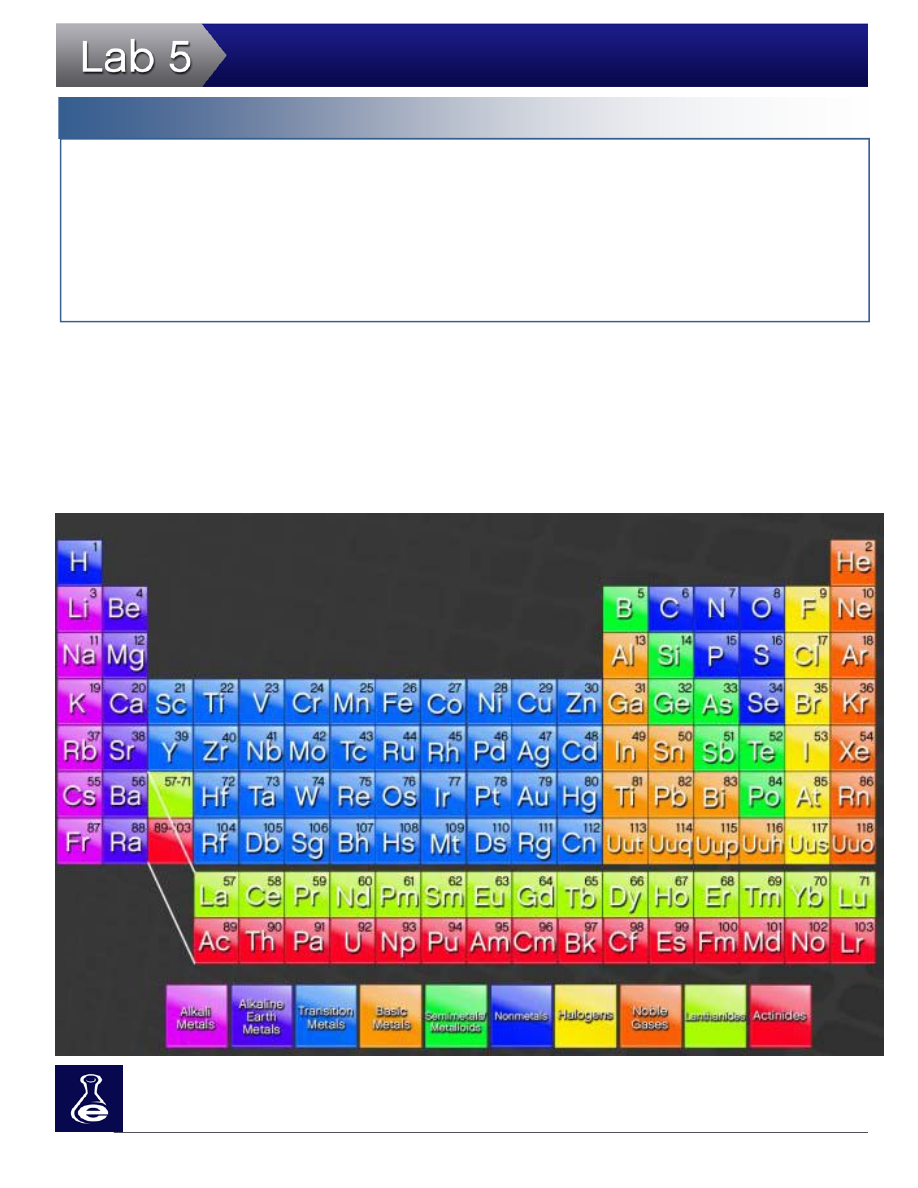 Lab 5
H 1 He 2
Li 3 Be 4 B 5 C 6 N 7 O 8 F 9 Ne 10
Na 11 Mg 12 Al 13 Si 14 P 15 S 16 Cl 17 Ar 18
K 19 Ca 20 Sc 21 Ti 22 V 23 Cr 24 Mn 25 Fe 26 Co 27 Ni 28 Cu 29 Zn 30 Ga 31 Ge 32 As 33 Se 34 Br 35 Kr 36
Rb 37 Sr 38 Y 39 Zr 40 Nb 41 Mo 42 Tc 43 Ru 44 Rh 45 Pd 46 Ag 47 Cd 48 In 49 Sn 50 Sb 51 Te 52 I 53 Xe 54
Cs 55 Ba 56 57-71 Hf 72 Ta 73 W 74 Re 75 Os 76 Ir 77 Pt 78 Au 79 Hg 80 Ti 81 Pb 82 Bi 83 Po 84 At 85 Rn 86
Fr 87 Ra 88 89-103 Rf 104 Db 105 Sg 106 Bh 107 Hs 108 Mt 109 Ds 110 Rg 111 Cn 112 Uut 113 Uuq 114 Uup 115 Uuh 116 Uus 117 Uuo 118
La 57 Ce 58 Pr 59 Nd 60 Pm 61 Sm 62 Eu 63 Gd 64 Tb 65 Dy 66 Ho 67 Er 68 Tm 69 Yb 70 Lu 71
Ac 89 Th 90 Pa 91 U 92 Np 93 Pu 94 Am 95 Cm 96 Bk 97 Cf 98 Es 99 Fm 100 Md 101 No 102 Lr 103
Alkali
Metals
Alkaline
Earth
Metals
Transition
Metals
Basic
Metals
Semimetals/
Metalloids
Nonmetals
Halogens
Noble
Gases
Lanthanides
Actinides
e